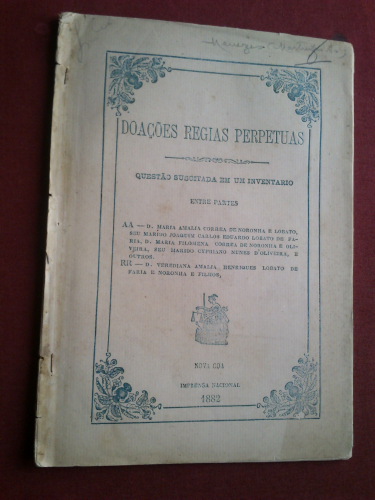 DOAÇÕES REGIAS PERPETUAS
QUESTÃO SUSCITADA EM UM INVENTARIO
ENTRE PARTES
AA — D. MARIA AMALIA CORREA DE NORONHA E LOBATO,
SEU MARIDO JOAQUIM CARLOS EDUARDO LOBATO DE FA-
RIA, D. MARIA FILOMENA CORREA DE NORONHA E OLI-
VEIRA, SEU MARIDO CYPRIANO NUNES D'OLIVEIRA, E
OUTROS.
RR — D. VERIDIANA AMALIA HENRIQUES LOBATO DE
FARIA E NORONHA E FILHOS,
NOVA GOA
IMPRENSA NACIONAL
1882